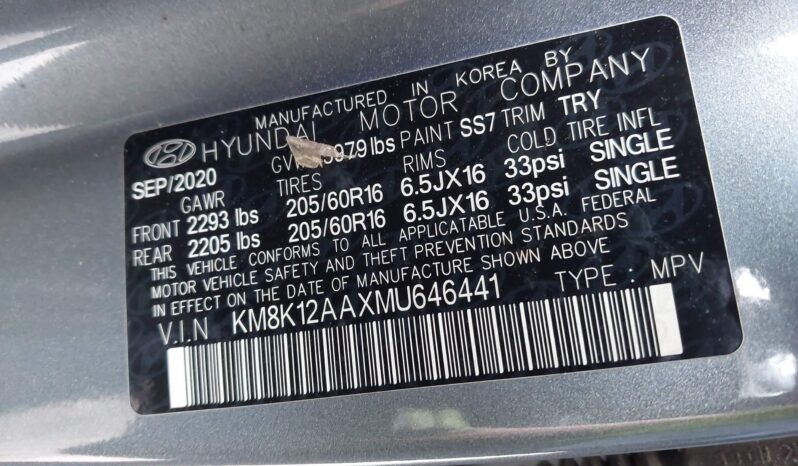 MANUFACTURED IN KOREA BY
HYUNDAI MOTOR COMPANY
SEP/2020 3979 lbs PAINT SS7 TRIM TRY
GAWR TIRES RIMS COLD TIRE INFL
FRONT 2293 lbs 205/60R16 6.5JX16 33psi SINGLE
REAR 2205 lbs 205/60R16 6.5JX16 33psi SINGLE
THIS VEHICLE CONFORMS TO ALL APPLICATABLE U.S.A. FEDERAL
MOTOR VEHICLE SAFETY AND THEFT PREVENTION STANDARDS
IN EFFECT ON THE DATE OF MANUFACTURE SHOWN ABOVE
V.I.N KM8K12AAXMU646441 TYPE : MPV